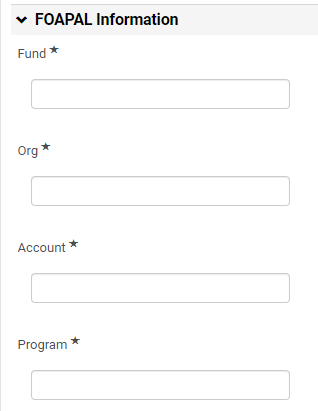 FOAPAL Information
Fund ★
Org ★
Account ★
Program ★